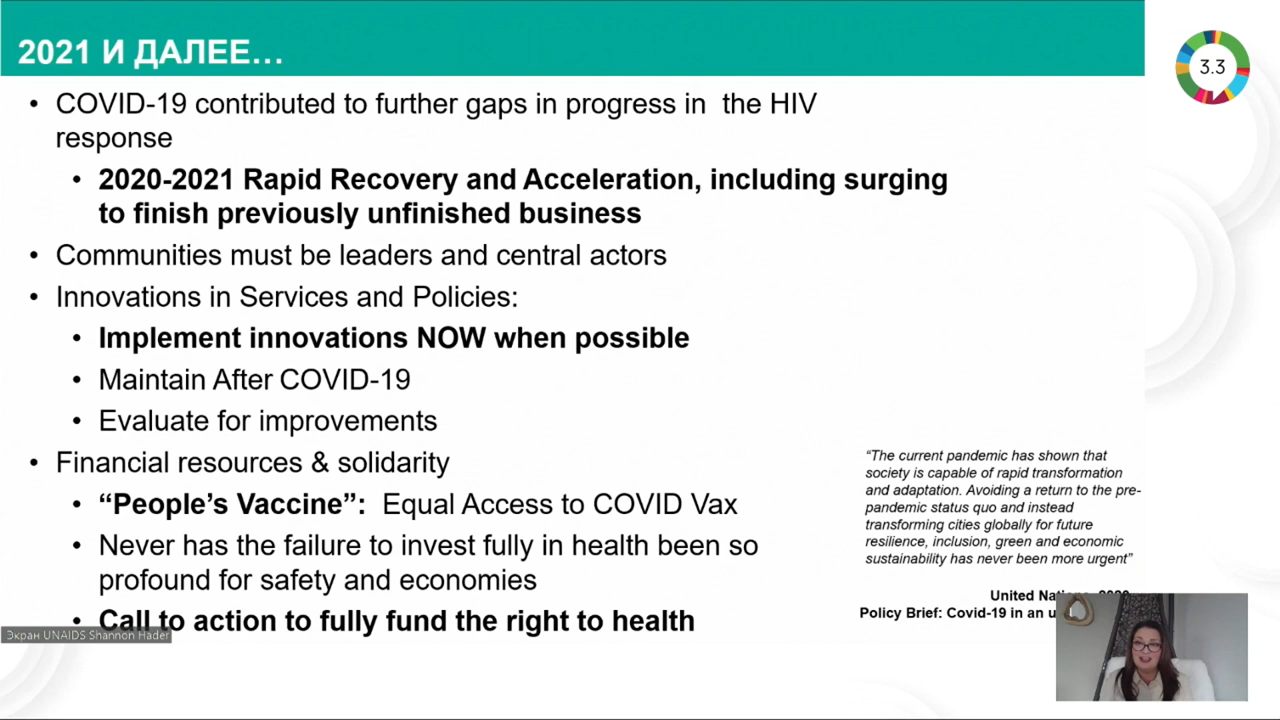 2021 И ДАЛЕЕ…
3.3
• COVID-19 contributed to further gaps in progress in the HIV
response
• 2020-2021 Rapid Recovery and Acceleration, including surging
to finish previously unfinished business
• Communities must be leaders and central actors
• Innovations in Services and Policies:
• Implement innovations NOW when possible
• Maintain After COVID-19
• Evaluate for improvements
• Financial resources & solidarity
• “People’s Vaccine”: Equal Access to COVID Vax
• Never has the failure to invest fully in health been so
profound for safety and economies
• Call to action to fully fund the right to health
“The current pandemic has shown that
society is capable of rapid transformation
and adaptation. Avoiding a return to the pre-
pandemic status quo and instead
transforming cities globally for future
resilience, inclusion, green and economic
sustainability has never been more urgent”
United
Policy Brief: Covid-19 in an
Экран UNAIDS Shannon Hader